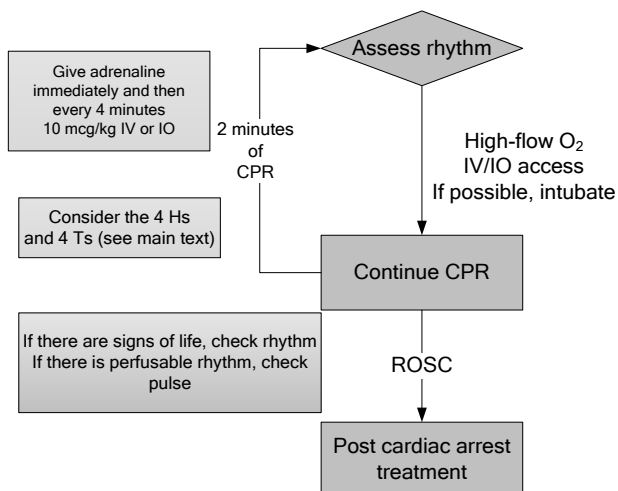 Assess rhythm
Give adrenaline
immediately and then
every 4 minutes
10 mcg/kg IV or IO
2 minutes
of
CPR
High-flow O₂
IV/IO access
If possible, intubate
Consider the 4 Hs
and 4 Ts (see main text)
Continue CPR
If there are signs of life, check rhythm
If there is perfusable rhythm, check
pulse
ROSC
Post cardiac arrest
treatment